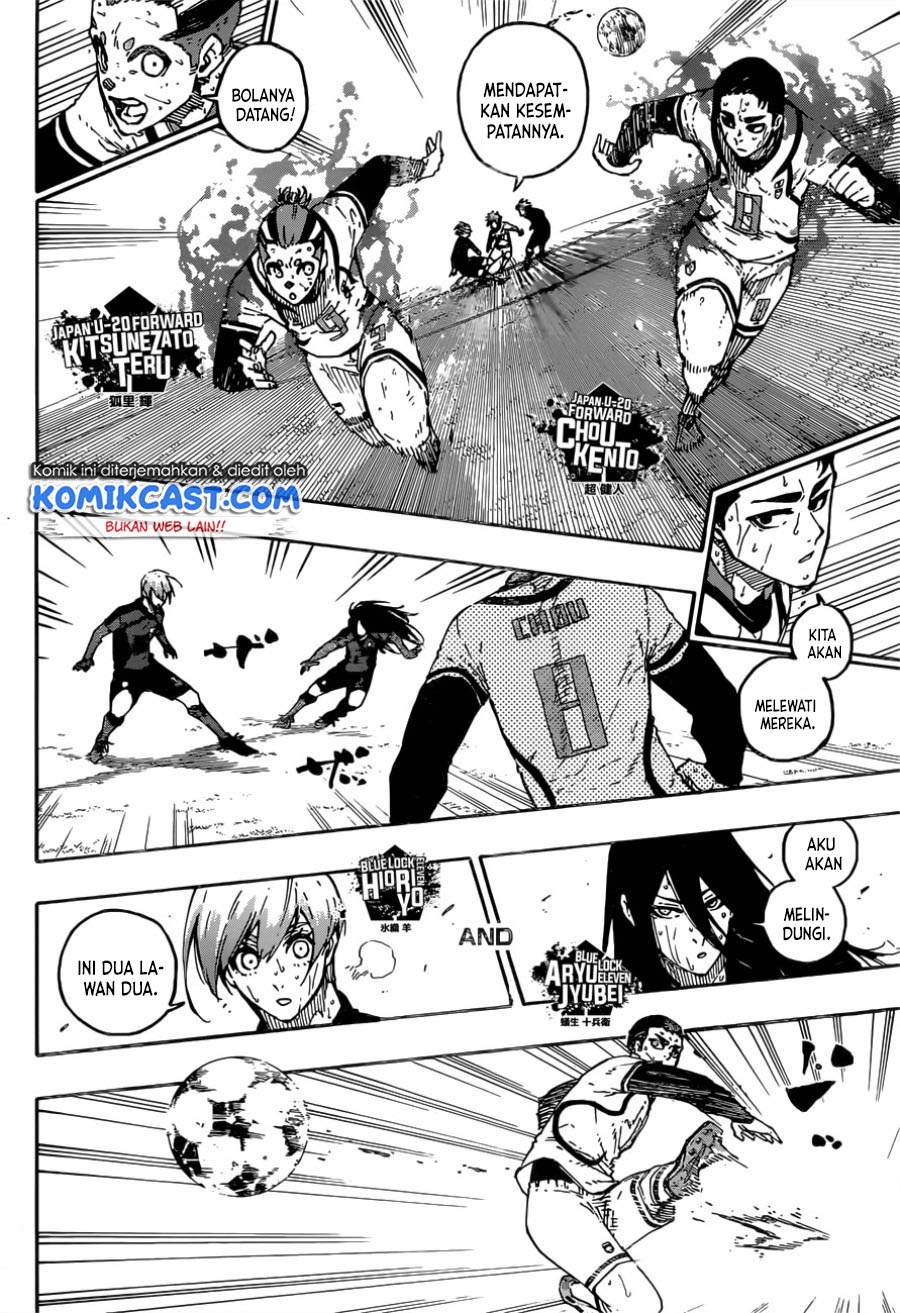 MENDAPAT-
KAN KESEM-
PATANNYA.
BOLANYA
DATANG!
JAPAN U-20 FORWARD
KITSUNEZATO
TERU
狐里 輝
JAPAN U-20
FORWARD
CHOU
KENTO
超 健人
Komik ini diterjemahkan & diedit oleh
KOMIKCAST.COM
BUKAN WEB LAIN!!
KITA
AKAN
MELEWATI
MEREKA.
CHOU
8
AKU
AKAN
MELIN-
DUNGI.
BLUE LOCK
ELEVEN
ARYU
JYUBEI
蟻生 十兵衛
AND
BLUE LOCK
ELEVEN
HIORI
YO
氷織 羊
INI DUA LA-
WAN DUA.